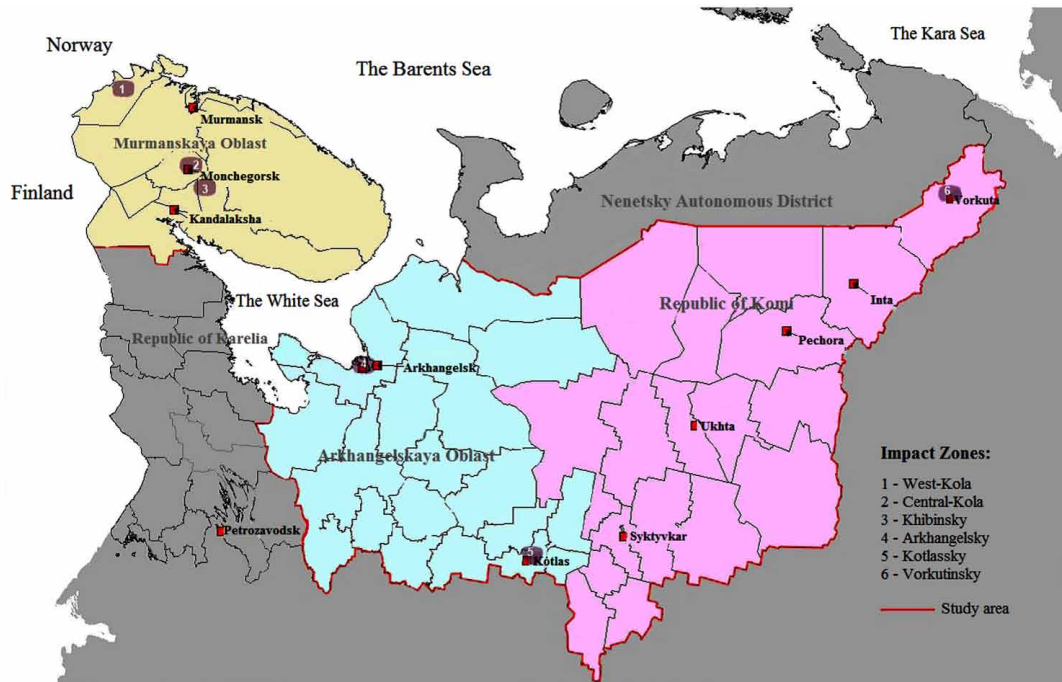 The Kara Sea
Norway
The Barents Sea
1
Murmansk
Murmanskaya Oblast
2
Monchegorsk
3
Finland
6
Vorkuta
Nenetsky Autonomous District
Kandalaksha
The White Sea
Inta
Republic of Komi
Republic of Karelia
Pechora
4
Arkhangelsk
Ukhta
Arkhangelskaya Oblast
Impact Zones:
1 - West-Kola
2 - Central-Kola
3 - Khibinsky
4 - Arkhangelsky
5 - Kotlassky
6 - Vorkutinsky
Petrozavodsk
Syktyvkar
5
Kotlas
Study area